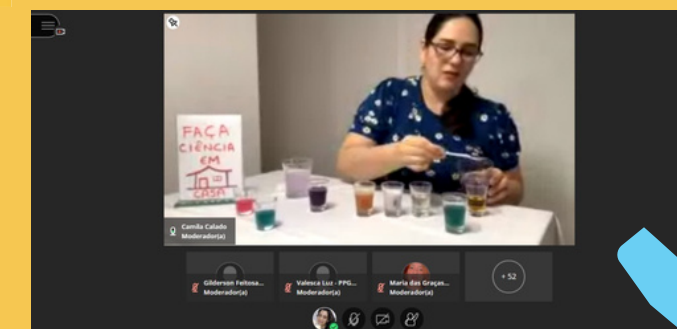 FAÇA
CIÊNCIA
EM
CASA
Camila Calado
Moderador(a)
Gilderson Feitosa...
Moderador(a)
Valesca Luz - PPG...
Moderador(a)
Maria das Graças...
Moderador(a)
+ 52